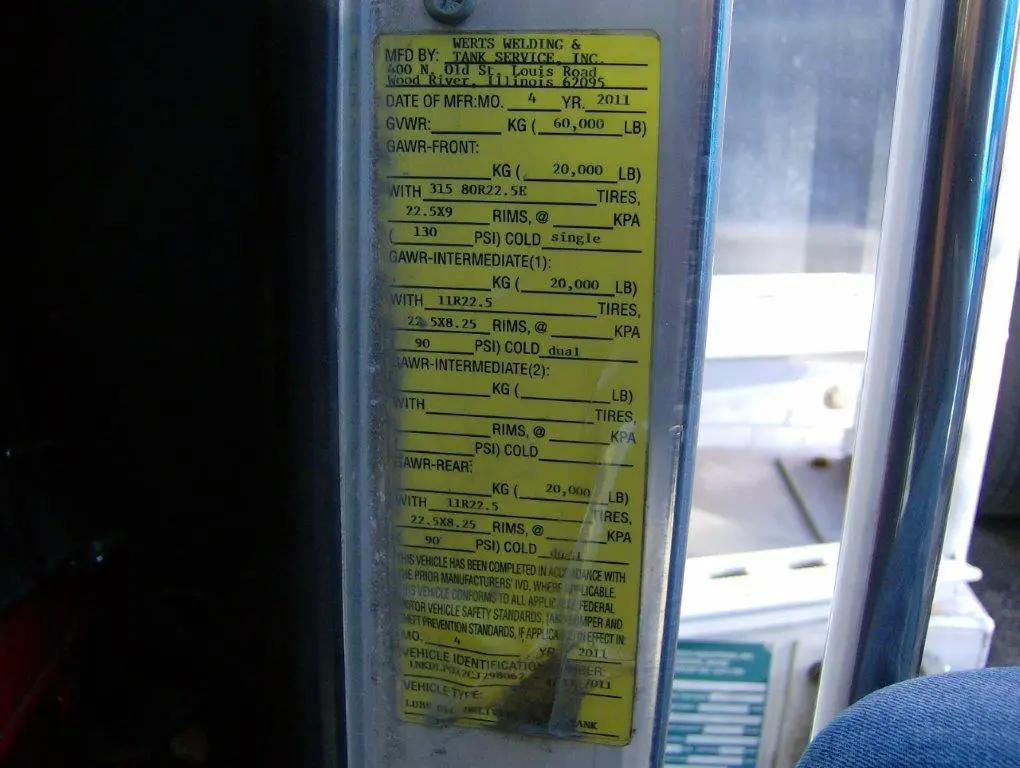 WERTS WELDING &
MFD BY: TANK SERVICE, INC.
400 N. Old St. Louis Road
Wood River, Illinois 62095
DATE OF MFR:MO. 4 YR. 2011
GVWR: KG ( 60,000 LB)
GAWR-FRONT:
KG ( 20,000 LB)
WITH 315 80R22.5E TIRES,
22.5X9 RIMS, @ KPA
( 130 PSI) COLD single
GAWR-INTERMEDIATE(1):
KG ( 20,000 LB)
WITH 11R22.5 TIRES,
22.5X8.25 RIMS, @ KPA
90 PSI) COLD dual
GAWR-INTERMEDIATE(2):
KG ( LB)
WITH TIRES,
RIMS, @ KPA
PSI) COLD
GAWR-REAR:
KG ( 20,000 LB)
WITH 11R22.5 TIRES,
22.5X8.25 RIMS, @ KPA
90 PSI) COLD dual
THIS VEHICLE HAS BEEN COMPLETED IN ACCORDANCE WITH
THE PRIOR MANUFACTURERS' IVD, WHERE APPLICABLE.
THIS VEHICLE CONFORMS TO ALL APPLICABLE FEDERAL
MOTOR VEHICLE SAFETY STANDARDS, [AND BUMPER AND
THEFT PREVENTION STANDARDS, IF APPLICABLE] IN EFFECT IN:
MO. 4 YR. 2011
VEHICLE IDENTIFICATION NUMBER:
VEHICLE TYPE:
TANK